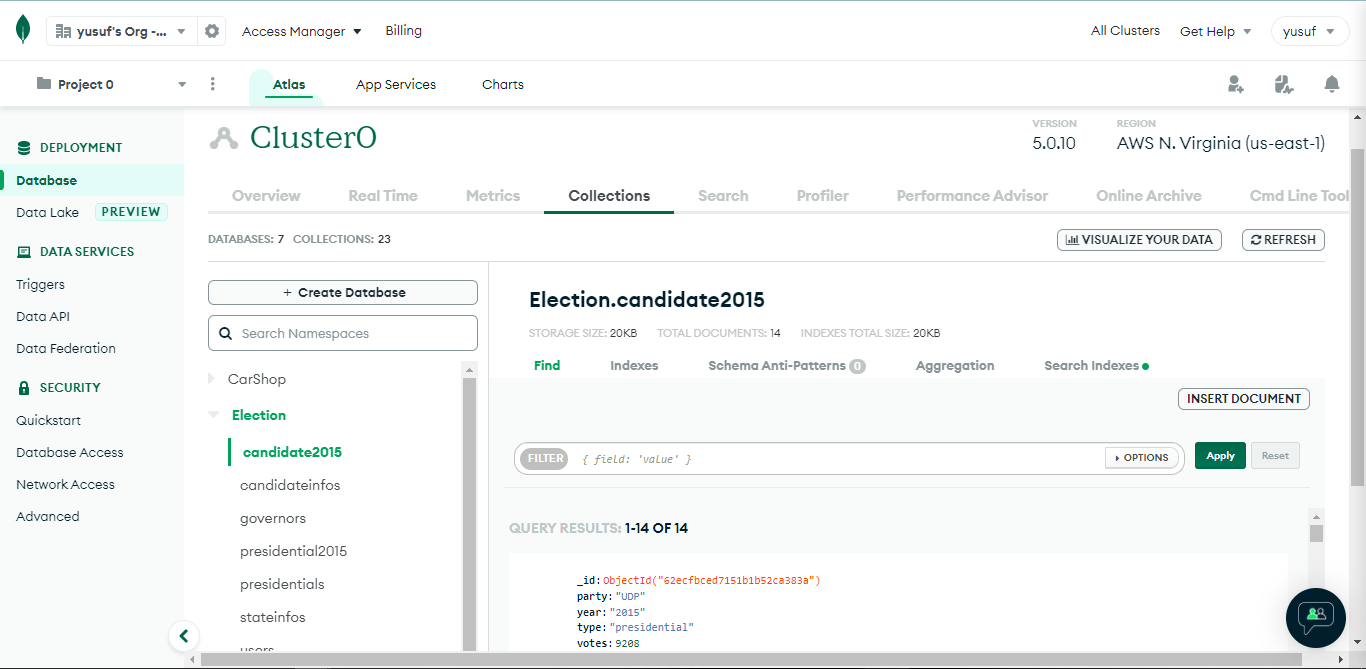 yusuf's Org -... Access Manager Billing All Clusters Get Help yusuf
Project 0 Atlas App Services Charts
DEPLOYMENT
Database
Data Lake PREVIEW
DATA SERVICES
Triggers
Data API
Data Federation
SECURITY
Quickstart
Database Access
Network Access
Advanced
Cluster0
VERSION REGION
5.0.10 AWS N. Virginia (us-east-1)
Overview Real Time Metrics Collections Search Profiler Performance Advisor Online Archive Cmd Line Tool
DATABASES: 7 COLLECTIONS: 23 VISUALIZE YOUR DATA REFRESH
+ Create Database
Search Namespaces
CarShop
Election
candidate2015
candidateinfos
governors
presidential2015
presidentials
stateinfos
users
Election.candidate2015
STORAGE SIZE: 20KB TOTAL DOCUMENTS: 14 INDEXES TOTAL SIZE: 20KB
Find Indexes Schema Anti-Patterns 0 Aggregation Search Indexes
INSERT DOCUMENT
FILTER { field: 'value' } OPTIONS Apply Reset
QUERY RESULTS: 1-14 OF 14
_id: ObjectId("62ecfbced7151b1b52ca383a")
party: "UDP"
year: "2015"
type: "presidential"
votes: 9208